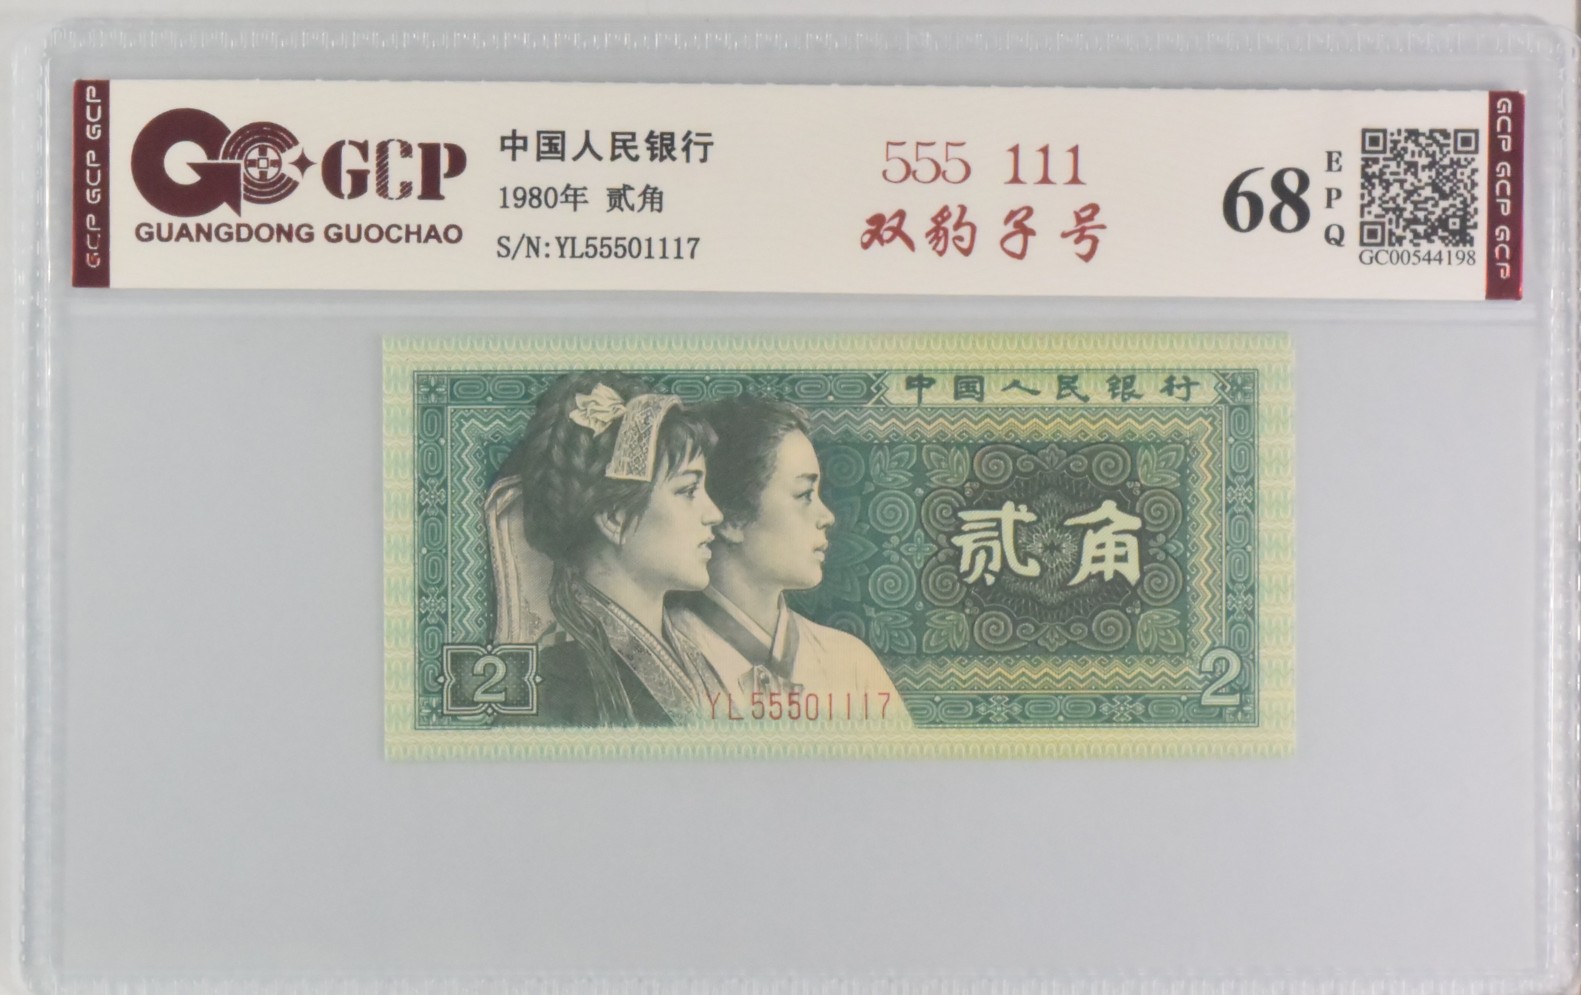 GCP GCP GCP
GCP
GUANGDONG GUOCHAO
中国人民银行
1980年 贰角
S/N:YL55501117
555 111
双豹子号
68
EPQ
GC00544198
GCP GCP GCP
中国人民银行
贰角
2
2
YL55501117